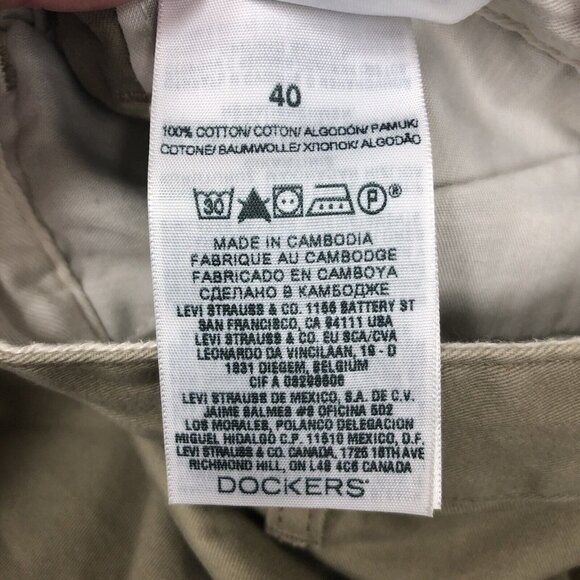 40
100% COTTON/ COTON/ ALGODÓN/ PAMUK/
COTONE/ BAUMWOLLE/ ХЛОПОК/ ALGODÃO
30 P®
MADE IN CAMBODIA
FABRIQUE AU CAMBODGE
FABRICADO EN CAMBOYA
СДЕЛАНО В КАМБОДЖЕ
LEVI STRAUSS & CO. 1155 BATTERY ST
SAN FRANCISCO, CA 94111 USA
LEVI STRAUSS & CO. EU SCA/CVA
LEONARDO DA VINCILAAN, 19 - D
1831 DIEGEM, BELGIUM
CIF A
LEVI STRAUSS DE MEXICO, S.A. DE C.V.
JAIME BALMES #8 OFICINA 502
LOS MORALES, POLANCO DELEGACION
MIGUEL HIDALGO C.P. 11510 MEXICO, D.F.
LEVI STRAUSS & CO. CANADA, 1725 16TH AVE
RICHMOND HILL, ON L4B 4C6 CANADA
DOCKERS®